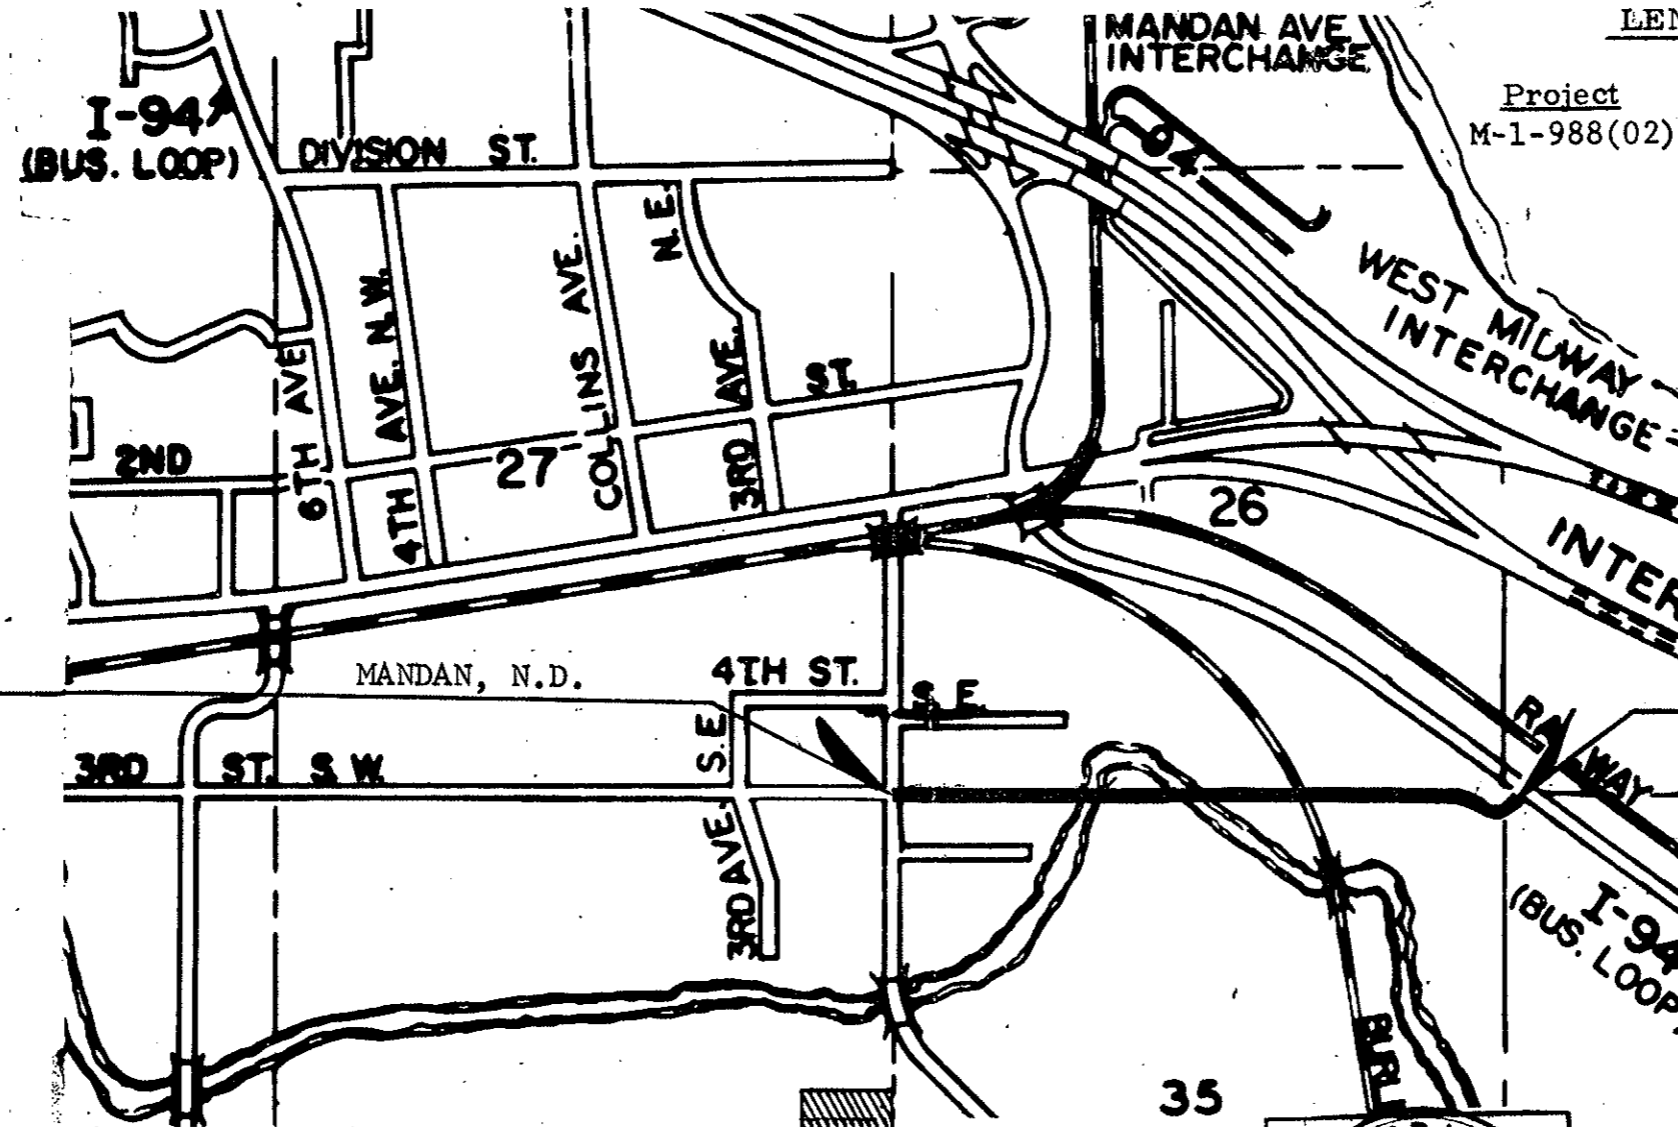 MANDAN AVE
INTERCHANGE
LEN
Project
M-1-988(02)
I-94
(BUS. LOOP)
DIVISION ST.
94
N. E.
WEST MIDWAY
INTERCHANGE
6TH AVE
4TH AVE. N.W.
COLLINS AVE.
3RD AVE.
ST.
2ND
27
26
INTER
MANDAN, N.D.
4TH ST.
S. E.
S. E
3RD ST. S. W.
RAILWAY
3RD AVE.
I-94
(BUS. LOOP
BURLI
35